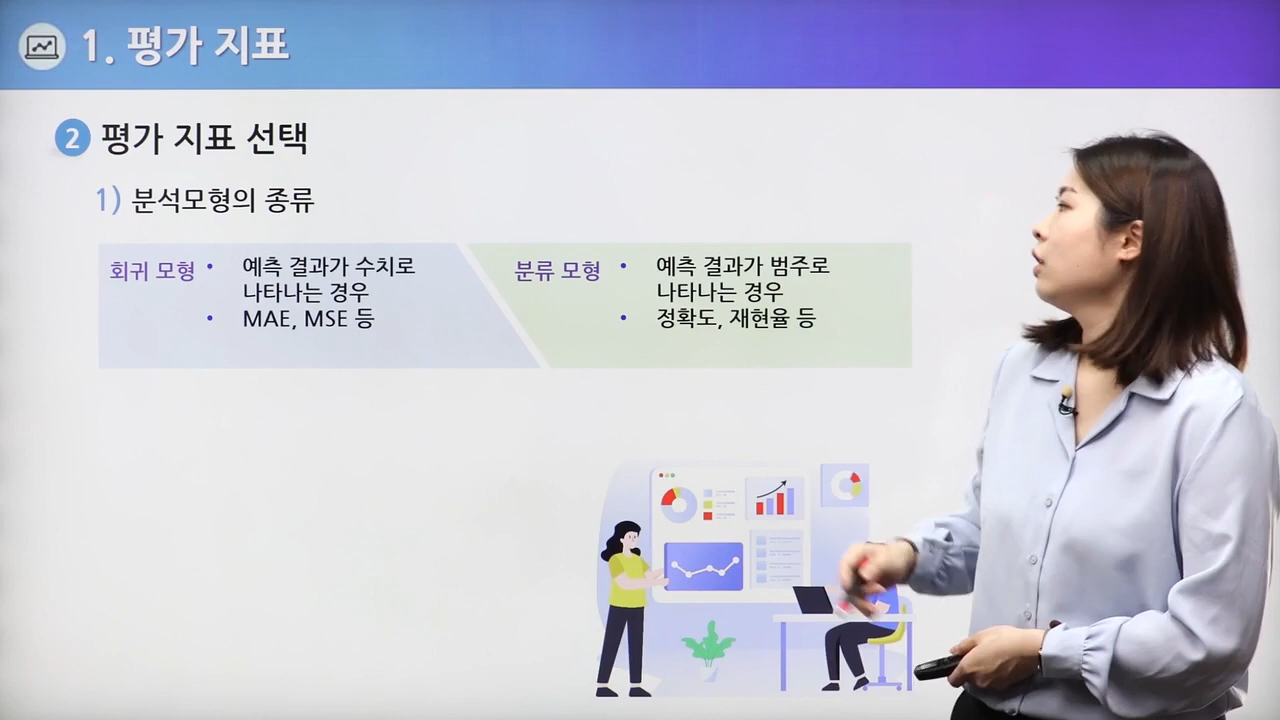 1. 평가 지표
2 평가 지표 선택
1) 분석모형의 종류
회귀 모형
• 예측 결과가 수치로
나타나는 경우
• MAE, MSE 등
분류 모형
• 예측 결과가 범주로
나타나는 경우
• 정확도, 재현율 등